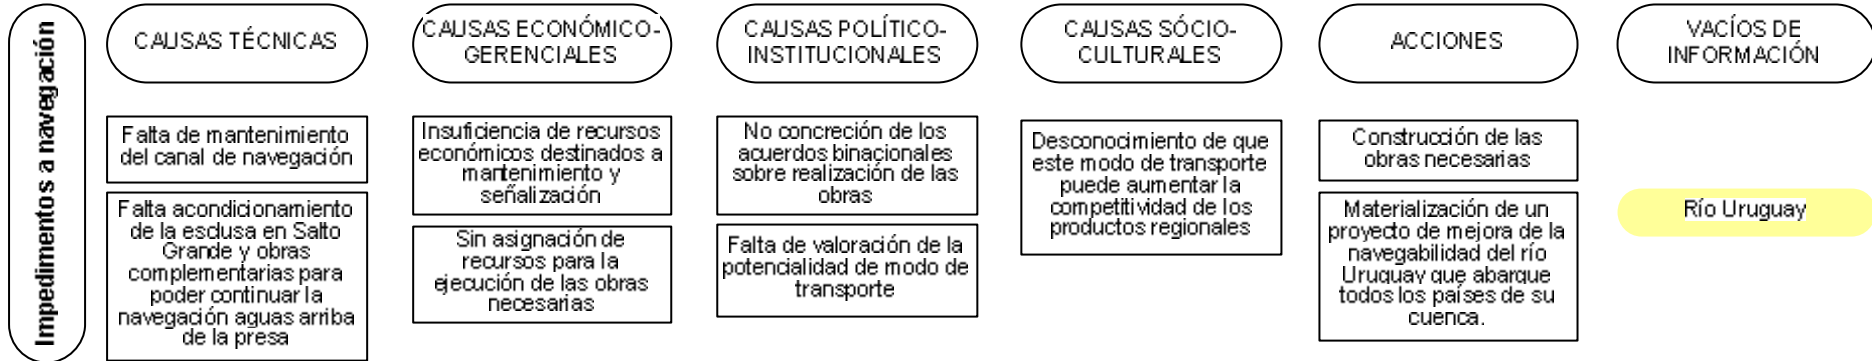 Impedimentos a navegación
CAUSAS TÉCNICAS
Falta de mantenimiento
del canal de navegación
Falta acondicionamiento
de la esclusa en Salto
Grande y obras
complementarias para
poder continuar la
navegación aguas arriba
de la presa
CAUSAS ECONÓMICO-
GERENCIALES
Insuficiencia de recursos
económicos destinados a
mantenimiento y
señalización
Sin asignación de
recursos para la
ejecución de las obras
necesarias
CAUSAS POLÍTICO-
INSTITUCIONALES
No concreción de los
acuerdos binacionales
sobre realización de las
obras
Falta de valoración de la
potencialidad de modo de
transporte
CAUSAS SÓCIO-
CULTURALES
Desconocimiento de que
este modo de transporte
puede aumentar la
competitividad de los
productos regionales
ACCIONES
Construcción de las
obras necesarias
Materialización de un
proyecto de mejora de la
navegabilidad del río
Uruguay que abarque
todos los países de su
cuenca.
VACÍOS DE
INFORMACIÓN
Río Uruguay